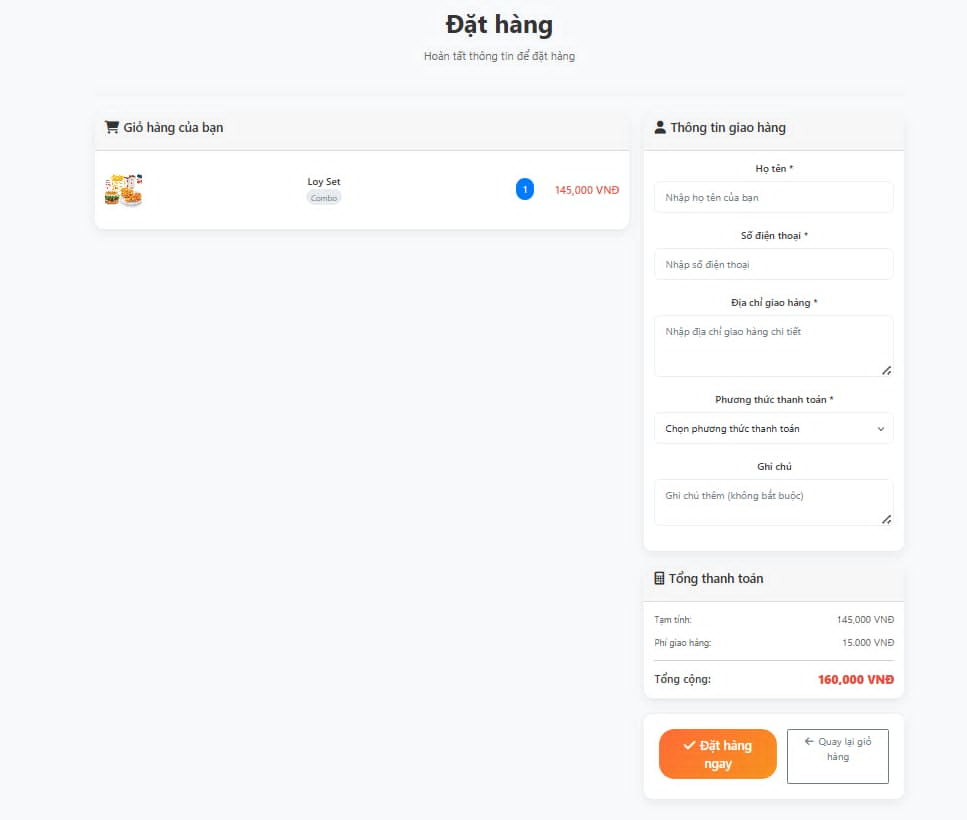 Đặt hàng
Hoàn tất thông tin để đặt hàng
Giỏ hàng của bạn
Loy Set
Combo
1
145,000 VNĐ
Thông tin giao hàng
Họ tên *
Nhập họ tên của bạn
Số điện thoại *
Nhập số điện thoại
Địa chỉ giao hàng *
Nhập địa chỉ giao hàng chi tiết
Phương thức thanh toán *
Chọn phương thức thanh toán
Ghi chú
Ghi chú thêm (không bắt buộc)
Tổng thanh toán
Tạm tính: 145,000 VNĐ
Phí giao hàng: 15.000 VNĐ
Tổng cộng: 160,000 VNĐ
Đặt hàng
ngay
Quay lại giỏ
hàng